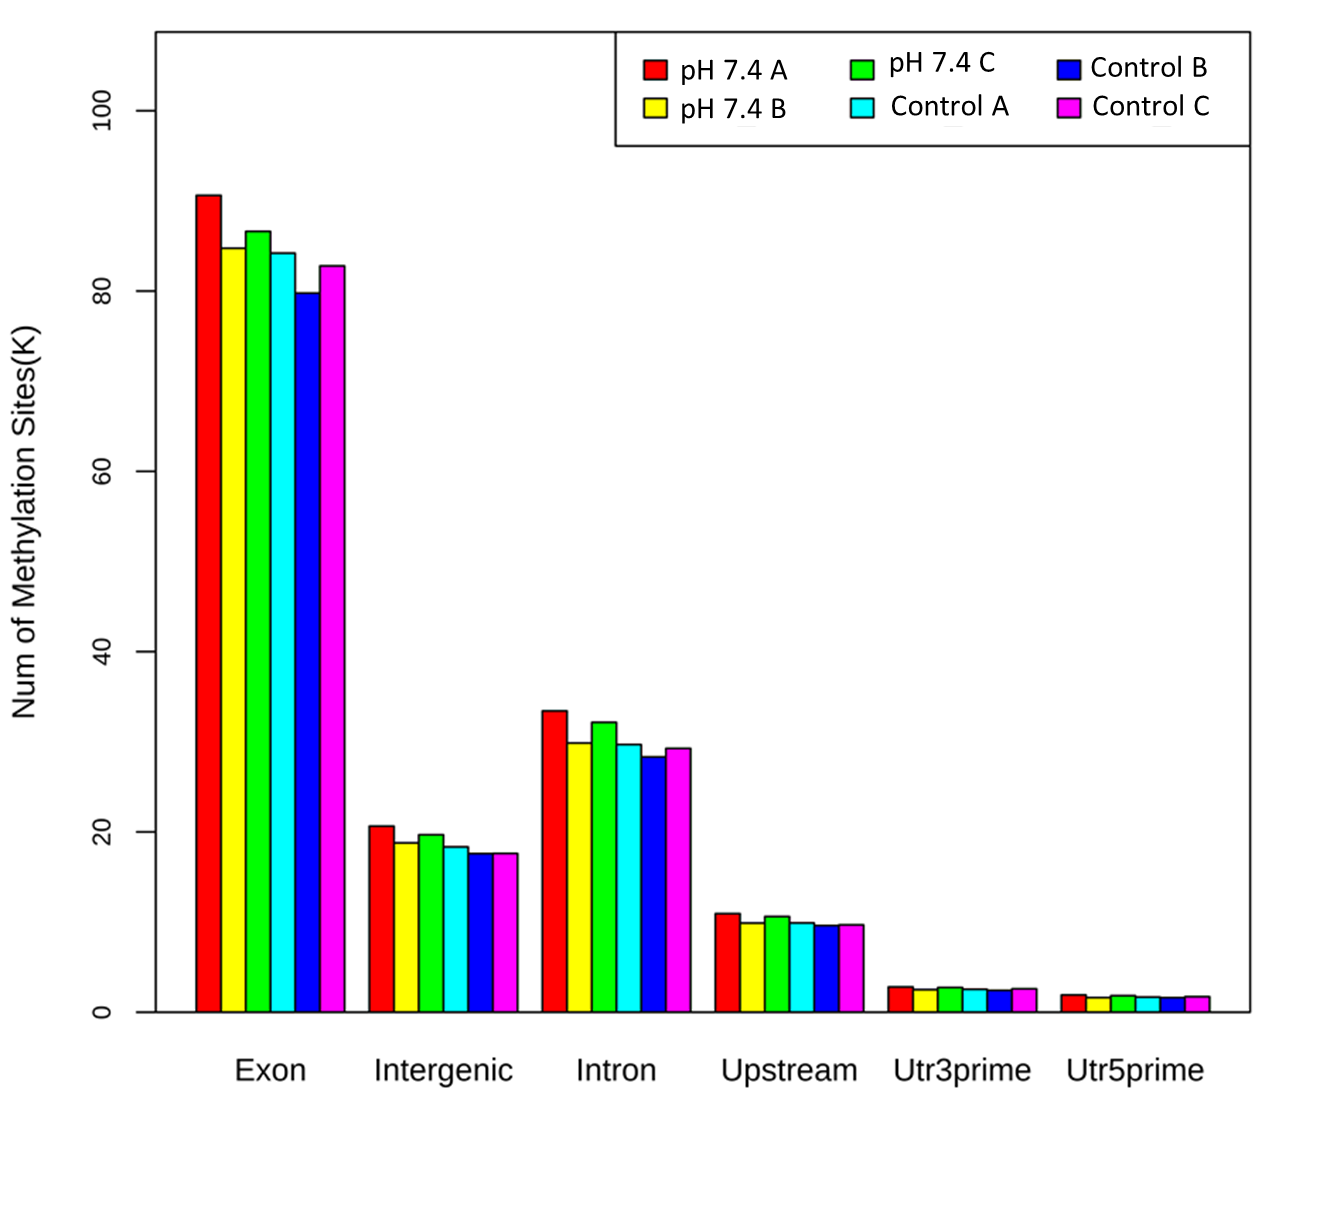 pH 7.4 A pH 7.4 C Control B
pH 7.4 B Control A Control C
Num of Methylation Sites(K)
100
80
60
40
20
0
Exon Intergenic Intron Upstream Utr3prime Utr5prime